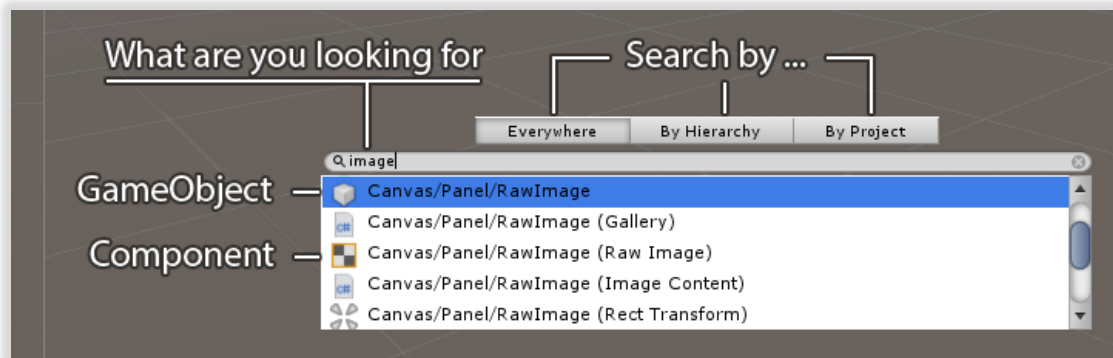 What are you looking for
Search by ...
Everywhere
By Hierarchy
By Project
image
GameObject
Canvas/Panel/RawImage
c#
Canvas/Panel/RawImage (Gallery)
Component
Canvas/Panel/RawImage (Raw Image)
c#
Canvas/Panel/RawImage (Image Content)
Canvas/Panel/RawImage (Rect Transform)